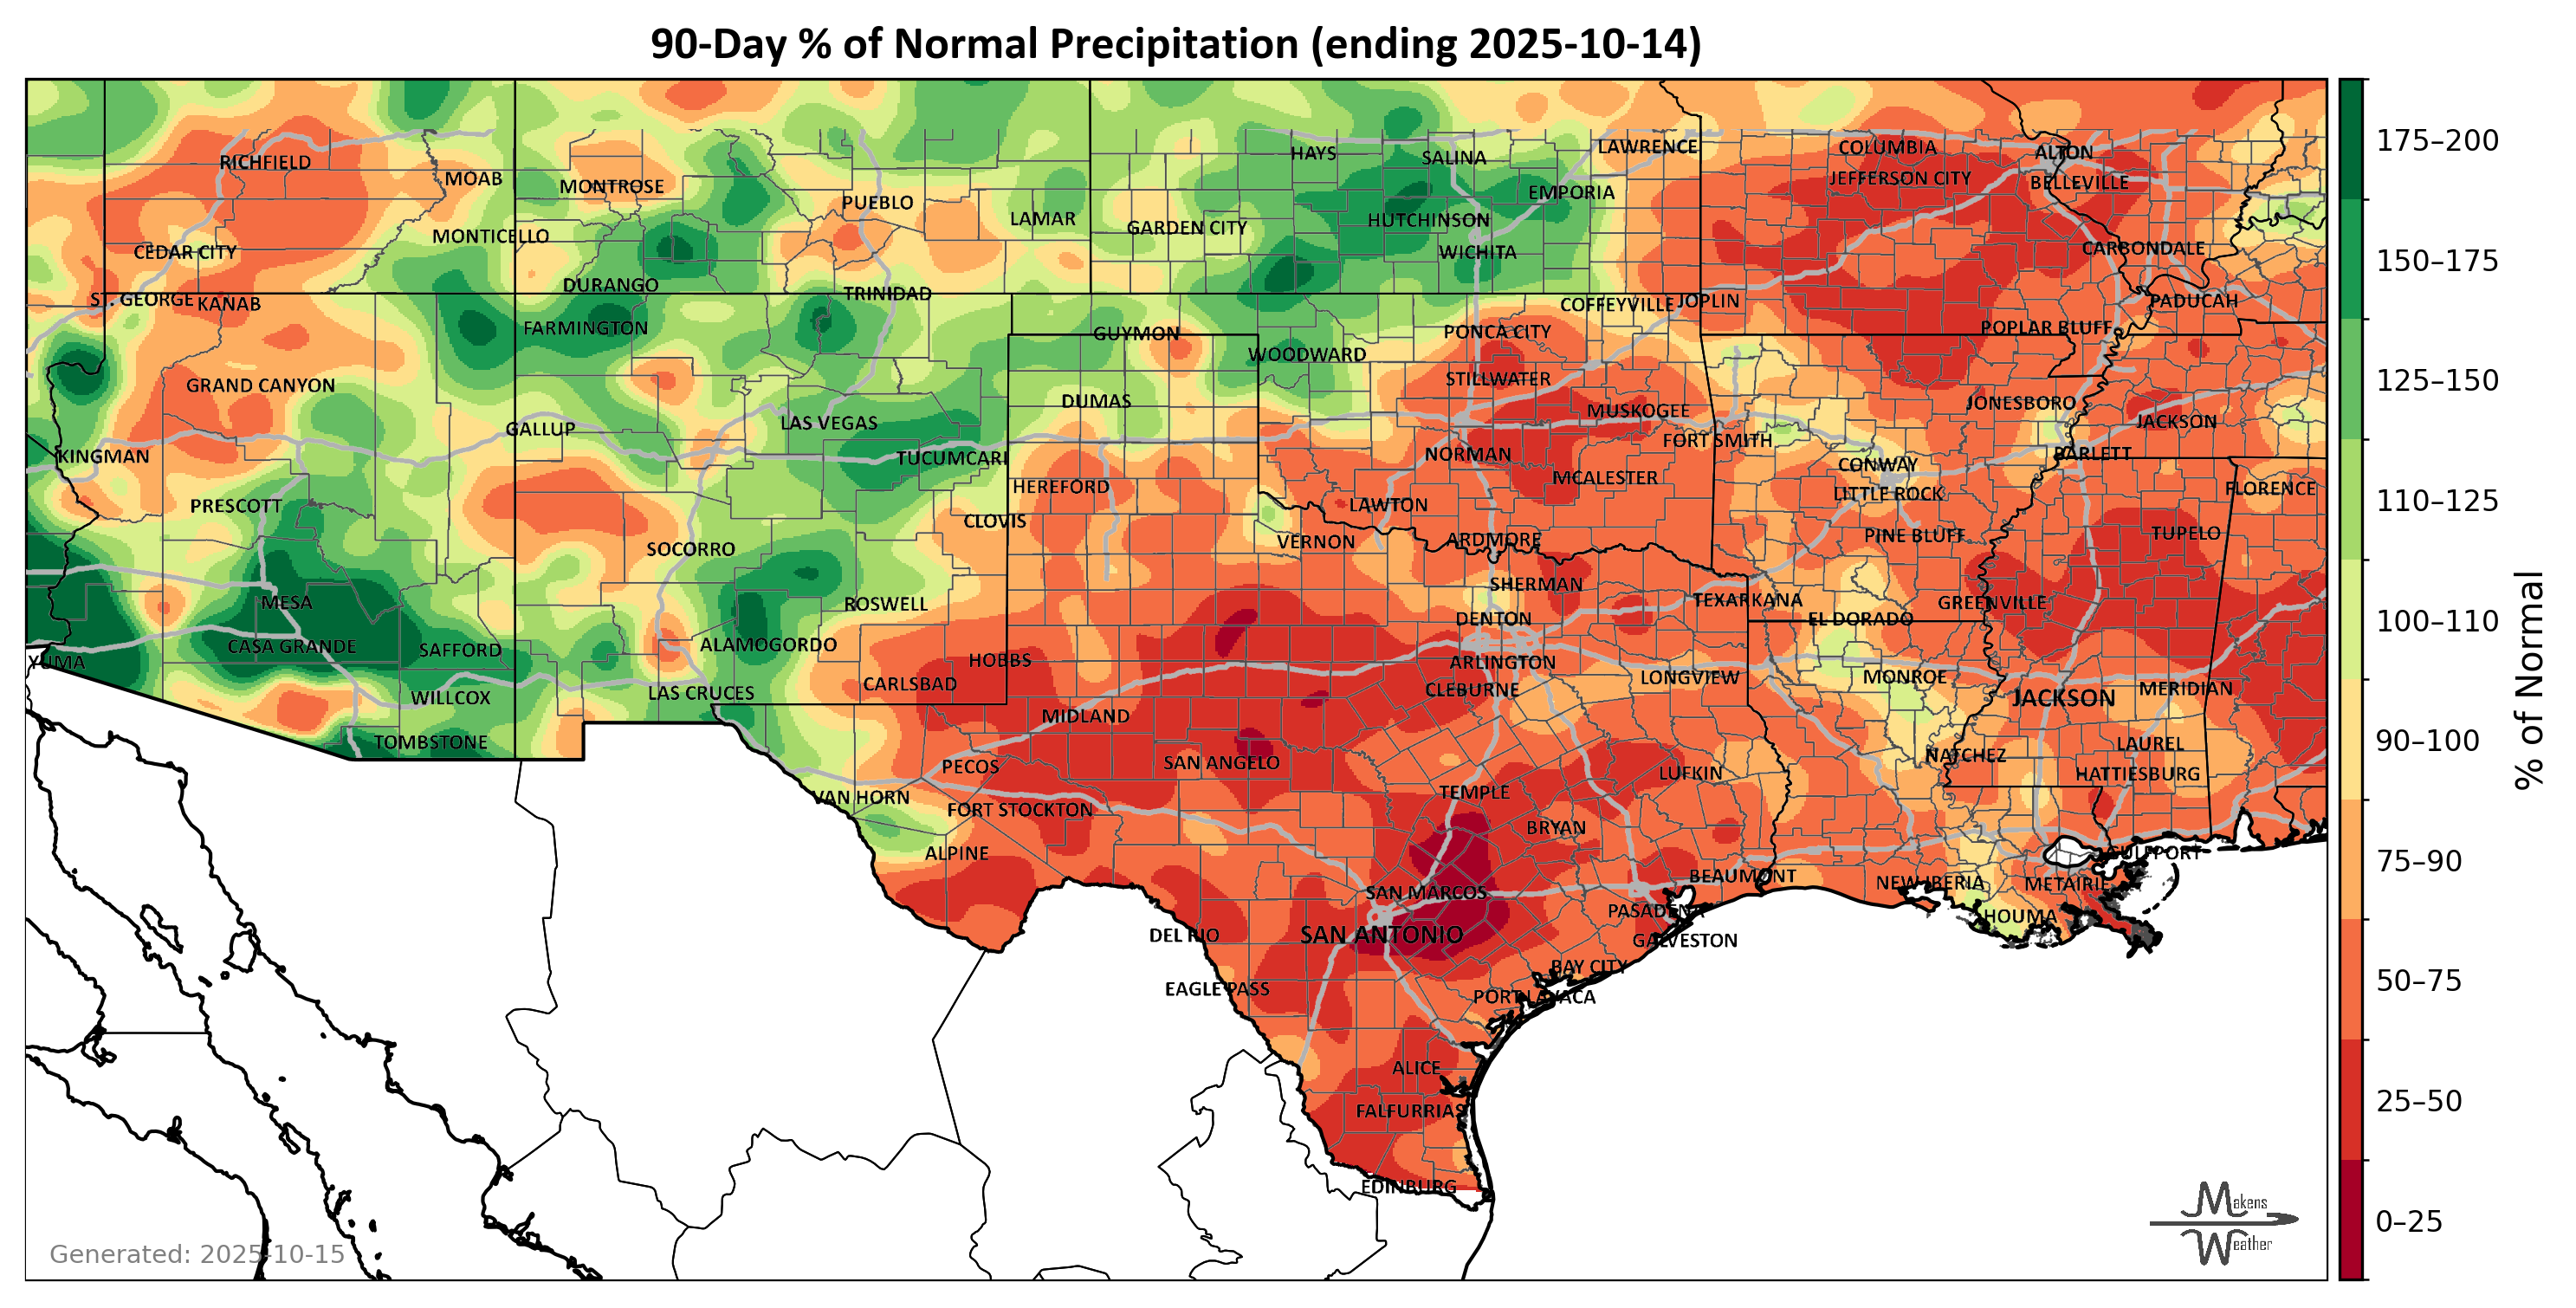 90-Day % of Normal Precipitation (ending 2025-10-14)
HAYS
SALINA
LAWRENCE
COLUMBIA
ALTON
RICHFIELD
MOAB
MONTROSE
PUEBLO
EMPORIA
JEFFERSON CITY
BELLEVILLE
LAMAR
GARDEN CITY
HUTCHINSON
MONTICELLO
CEDAR CITY
WICHITA
CARBONDALE
DURANGO
TRINIDAD
ST. GEORGE
KANAB
COFFEYVILLE
JOPLIN
PADUCAH
FARMINGTON
GUYMON
PONCA CITY
POPLAR BLUFF
WOODWARD
GRAND CANYON
STILLWATER
DUMAS
MUSKOGEE
JONESBORO
JACKSON
GALLUP
LAS VEGAS
FORT SMITH
KINGMAN
TUCUMCARI
NORMAN
BARLETT
CONWAY
HEREFORD
MCALESTER
LITTLE ROCK
FLORENCE
PRESCOTT
LAWTON
CLOVIS
VERNON
ARDMORE
PINE BLUFF
TUPELO
SOCORRO
SHERMAN
MESA
ROSWELL
TEXARKANA
GREENVILLE
DENTON
EL DORADO
CASA GRANDE
SAFFORD
ALAMOGORDO
YUMA
HOBBS
ARLINGTON
LAS CRUCES
CARLSBAD
CLEBURNE
LONGVIEW
MONROE
MERIDIAN
WILLCOX
JACKSON
MIDLAND
TOMBSTONE
LAUREL
PECOS
SAN ANGELO
NATCHEZ
LUFKIN
HATTIESBURG
VAN HORN
FORT STOCKTON
TEMPLE
BRYAN
ALPINE
GULFPORT
SAN MARCOS
BEAUMONT
NEW IBERIA
METAIRIE
PASADENA
HOUMA
DEL RIO
SAN ANTONIO
GALVESTON
BAY CITY
EAGLE PASS
PORT LAVACA
ALICE
FALFURRIAS
EDINBURG
175–200
150–175
125–150
110–125
100–110
90–100
75–90
50–75
25–50
0–25
% of Normal
Makens
Weather
Generated: 2025-10-15